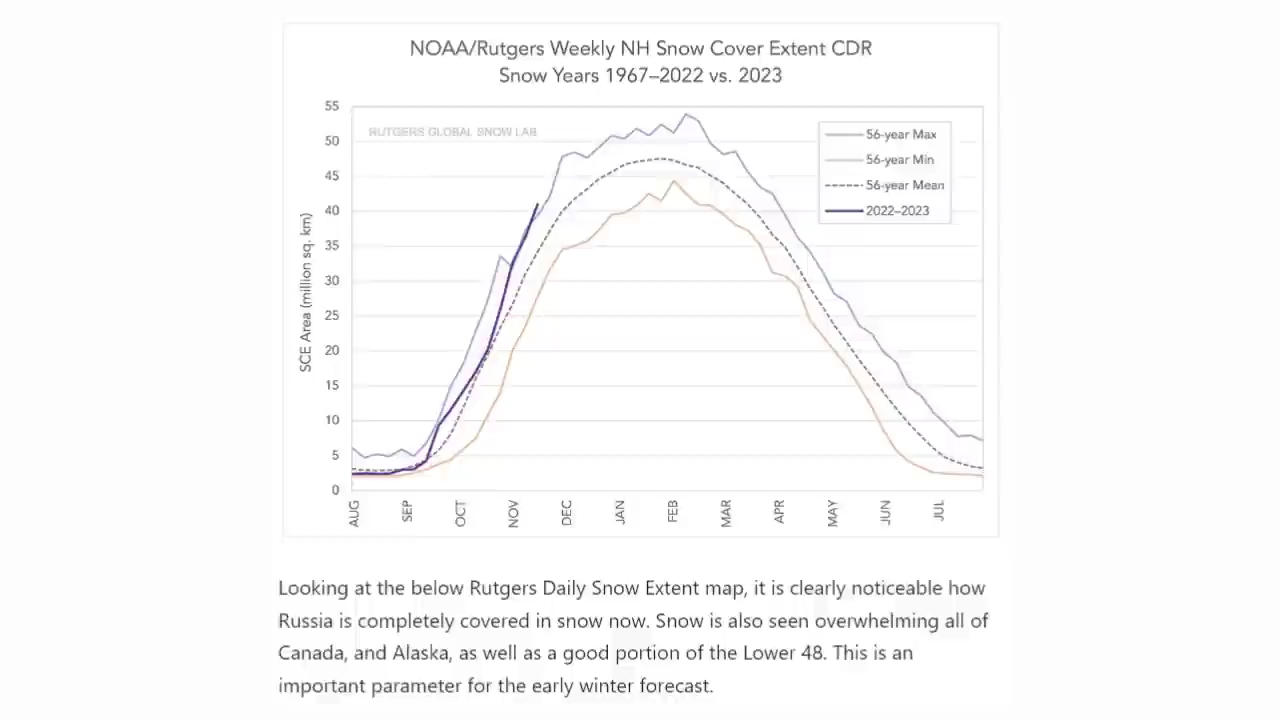 NOAA/Rutgers Weekly NH Snow Cover Extent CDR
Snow Years 1967–2022 vs. 2023
RUTGERS GLOBAL SNOW LAB
56-year Max
56-year Min
56-year Mean
2022–2023
SCE Area (million sq. km)
55
50
45
40
35
30
25
20
15
10
5
0
AUG
SEP
OCT
NOV
DEC
JAN
FEB
MAR
APR
MAY
JUN
JUL
Looking at the below Rutgers Daily Snow Extent map, it is clearly noticeable how
Russia is completely covered in snow now. Snow is also seen overwhelming all of
Canada, and Alaska, as well as a good portion of the Lower 48. This is an
important parameter for the early winter forecast.